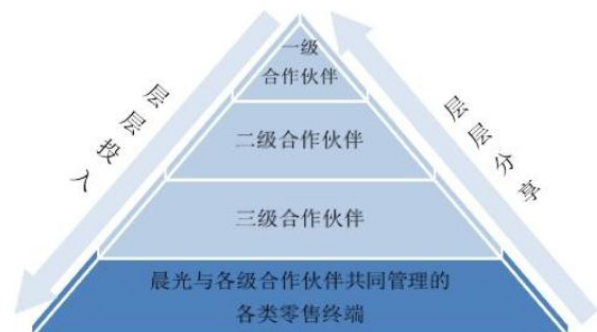 一级
合作伙伴
层层投入
层层分享
二级合作伙伴
三级合作伙伴
晨光与各级合作伙伴共同管理的
各类零售终端